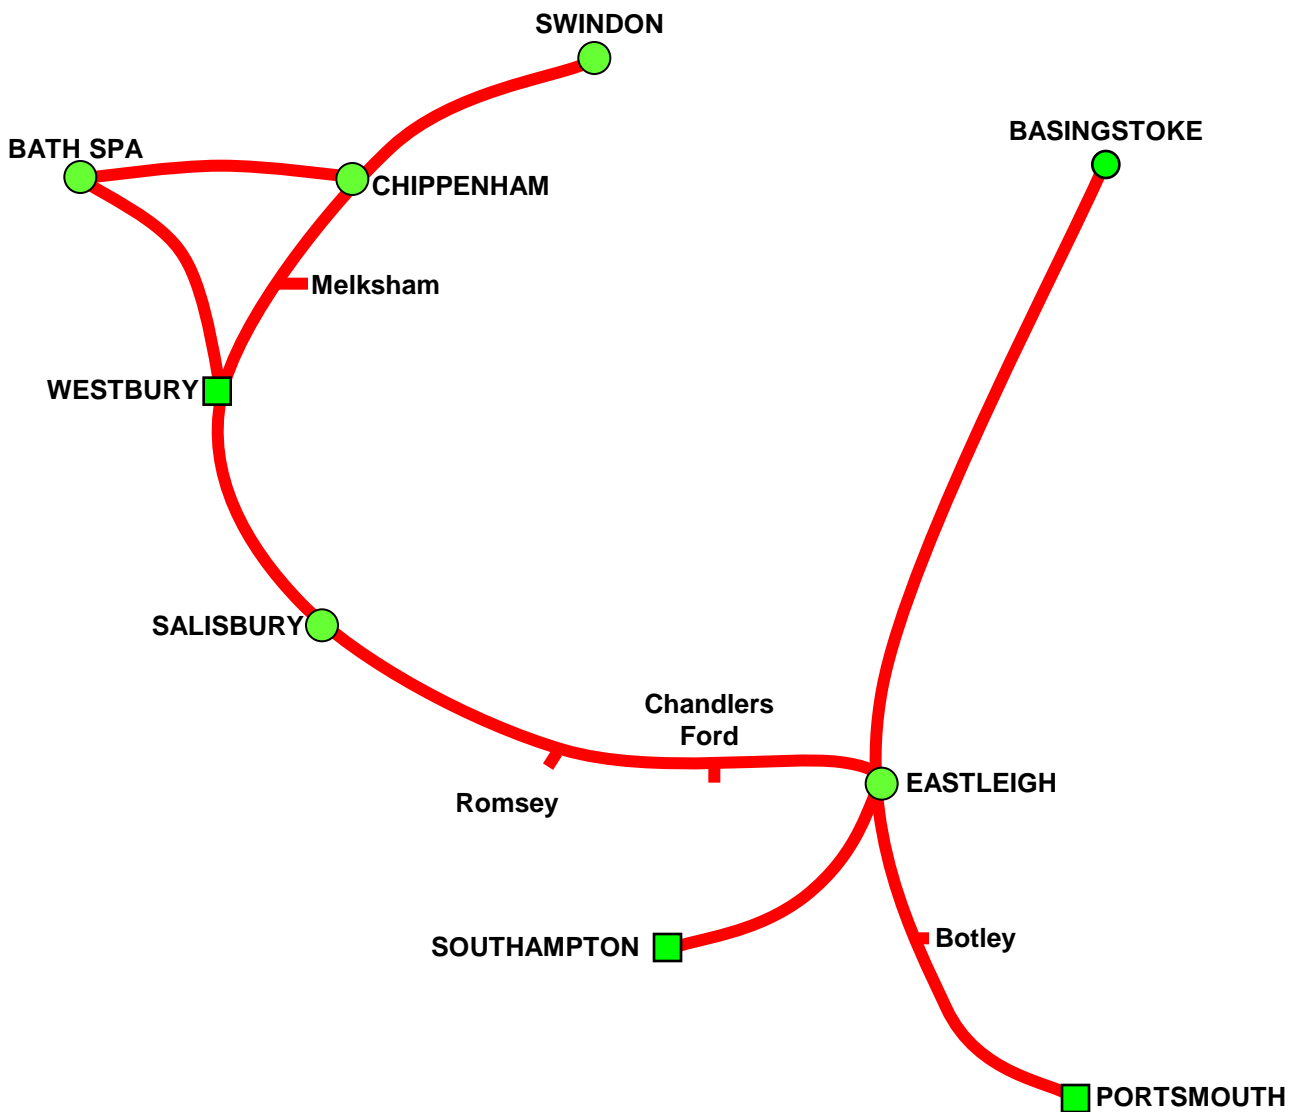 SWINDON
BASINGSTOKE
BATH SPA
CHIPPENHAM
Melksham
WESTBURY
SALISBURY
Chandlers
Ford
EASTLEIGH
Romsey
Botley
SOUTHAMPTON
PORTSMOUTH